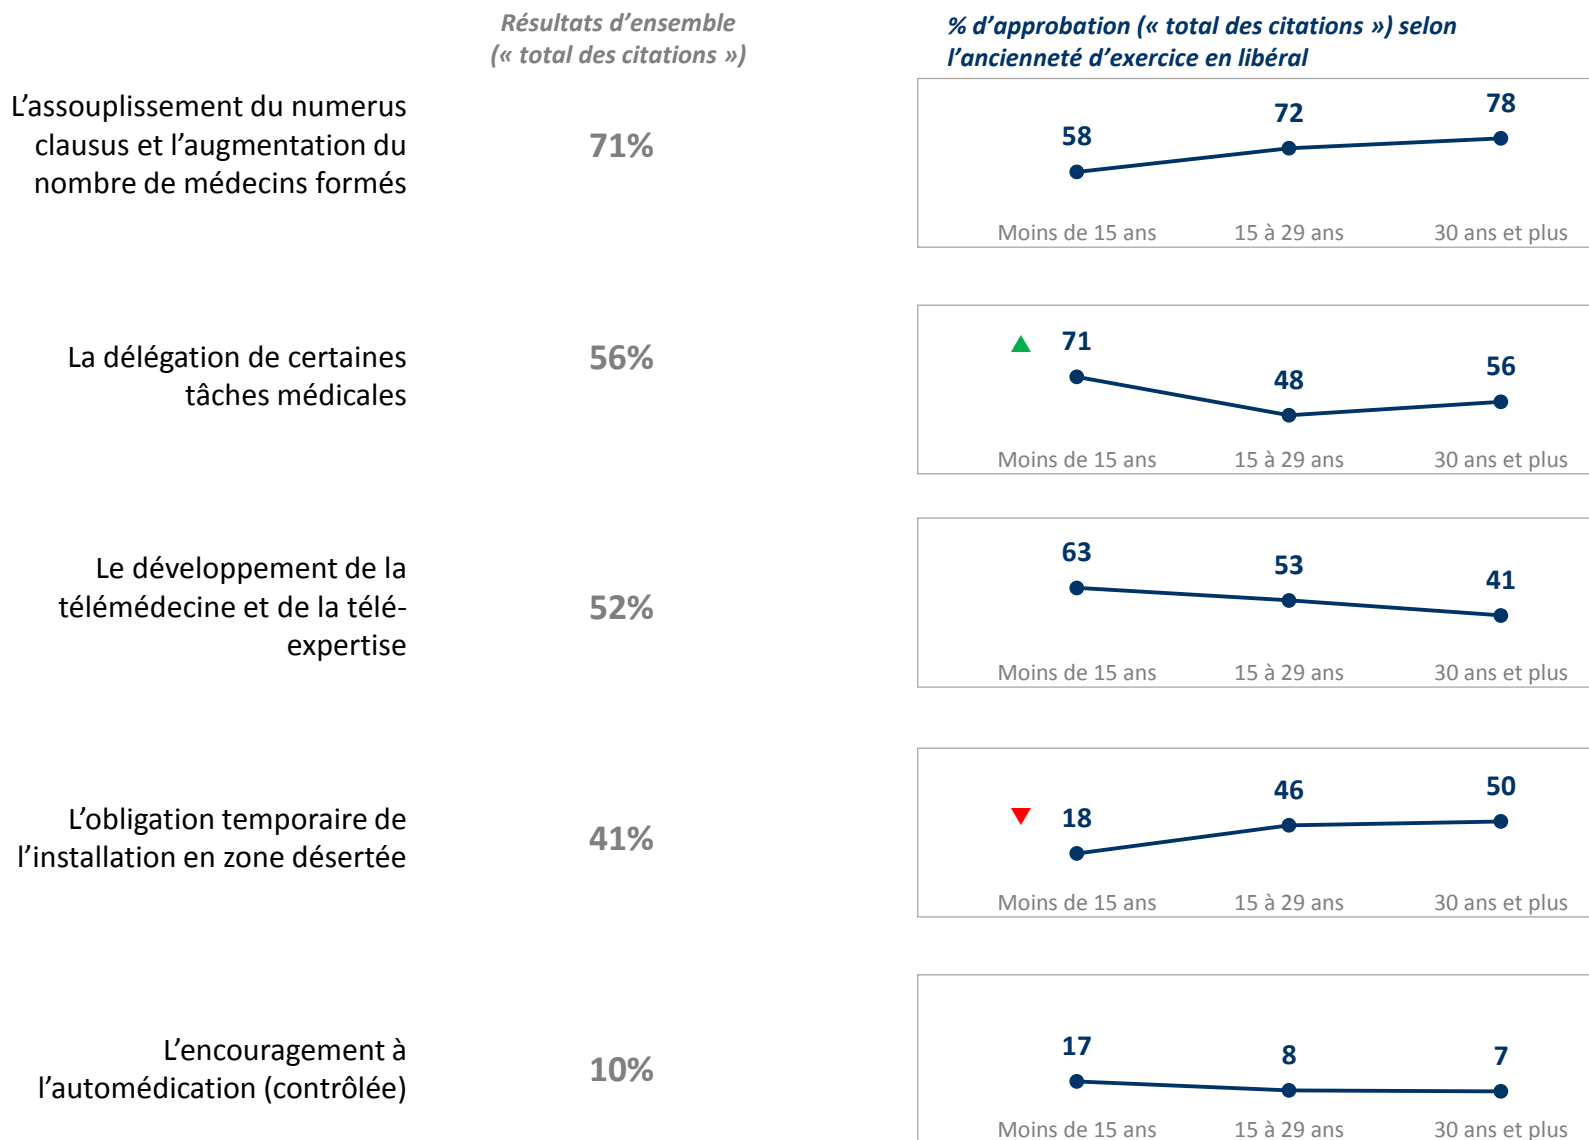 Résultats d’ensemble
(« total des citations »)
% d’approbation (« total des citations ») selon
l’ancienneté d’exercice en libéral
L’assouplissement du numerus
clausus et l’augmentation du
nombre de médecins formés
71%
58
72
78
Moins de 15 ans
15 à 29 ans
30 ans et plus
La délégation de certaines
tâches médicales
56%
71
48
56
Moins de 15 ans
15 à 29 ans
30 ans et plus
Le développement de la
télémédecine et de la télé-
expertise
52%
63
53
41
Moins de 15 ans
15 à 29 ans
30 ans et plus
L’obligation temporaire de
l’installation en zone désertée
41%
18
46
50
Moins de 15 ans
15 à 29 ans
30 ans et plus
L’encouragement à
l’automédication (contrôlée)
10%
17
8
7
Moins de 15 ans
15 à 29 ans
30 ans et plus